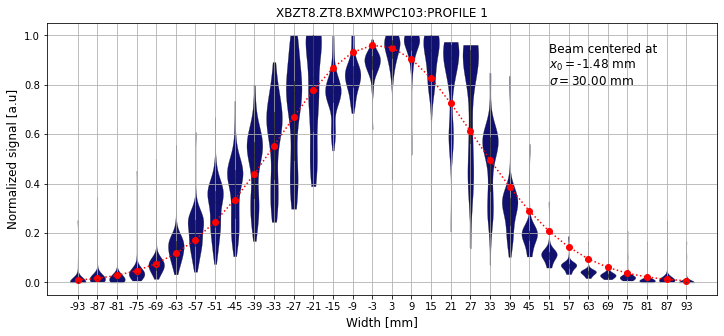 XBZT8.ZT8.BXMWPC103:PROFILE 1
Normalized signal [a.u]
1.0
0.8
0.6
0.4
0.2
0.0
Beam centered at
x₀ = -1.48 mm
σ = 30.00 mm
-93 -87 -81 -75 -69 -63 -57 -51 -45 -39 -33 -27 -21 -15 -9 -3 3 9 15 21 27 33 39 45 51 57 63 69 75 81 87 93
Width [mm]